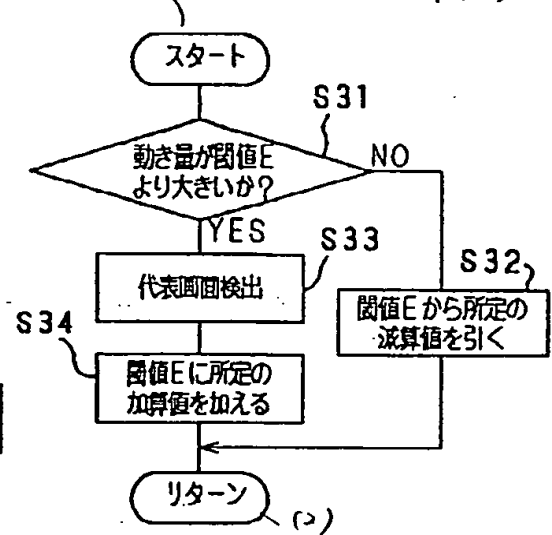 スタート
S31
動き量が閾値E
より大きいか?
NO
YES
S33
代表画面検出
S32
閾値Eから所定の
減算値を引く
S34
閾値Eに所定の
加算値を加える
リターン
(2)